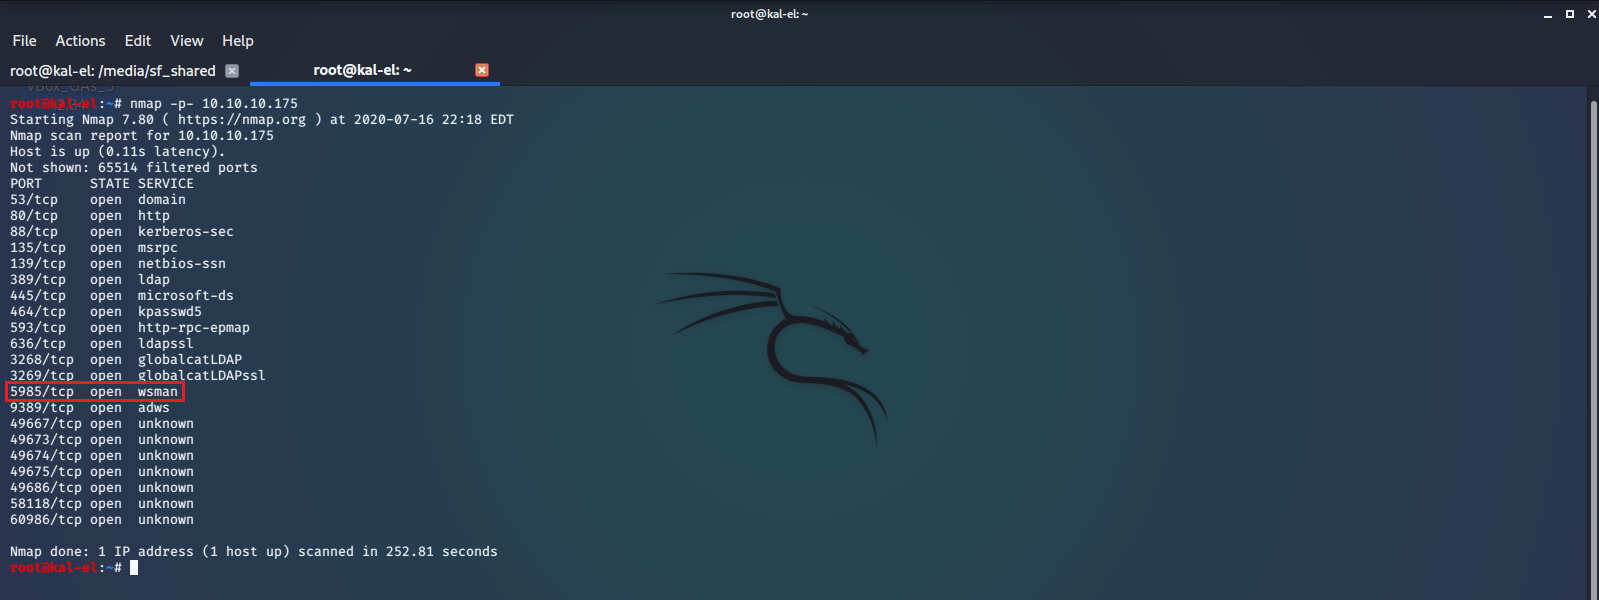 root@kal-el: ~
File Actions Edit View Help
root@kal-el: /media/sf_shared
root@kal-el: ~
VBox_GAs_5
root@kal-el:~# nmap -p- 10.10.10.175
Starting Nmap 7.80 ( https://nmap.org ) at 2020-07-16 22:18 EDT
Nmap scan report for 10.10.10.175
Host is up (0.11s latency).
Not shown: 65514 filtered ports
PORT STATE SERVICE
53/tcp open domain
80/tcp open http
88/tcp open kerberos-sec
135/tcp open msrpc
139/tcp open netbios-ssn
389/tcp open ldap
445/tcp open microsoft-ds
464/tcp open kpasswd5
593/tcp open http-rpc-epmap
636/tcp open ldapssl
3268/tcp open globalcatLDAP
3269/tcp open globalcatLDAPssl
5985/tcp open wsman
9389/tcp open adws
49667/tcp open unknown
49673/tcp open unknown
49674/tcp open unknown
49675/tcp open unknown
49686/tcp open unknown
58118/tcp open unknown
60986/tcp open unknown
Nmap done: 1 IP address (1 host up) scanned in 252.81 seconds
root@kal-el:~#